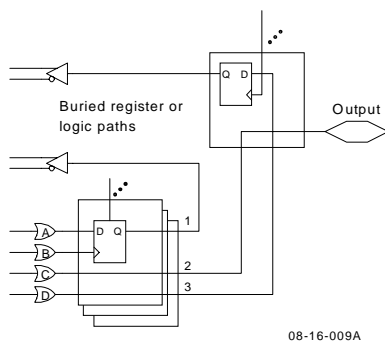 Q D
Buried register or
logic paths
Output
1
A
D Q
B
C
2
D
3
08-16-009A